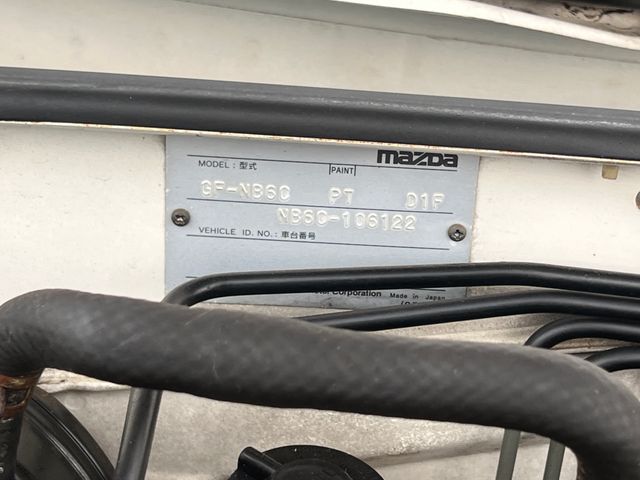 mazda
MODEL : 型式 PAINT
GF-NB6C PT D1F
NB6C-106122
VEHICLE ID. NO. : 車台番号
Corporation Made in Japan